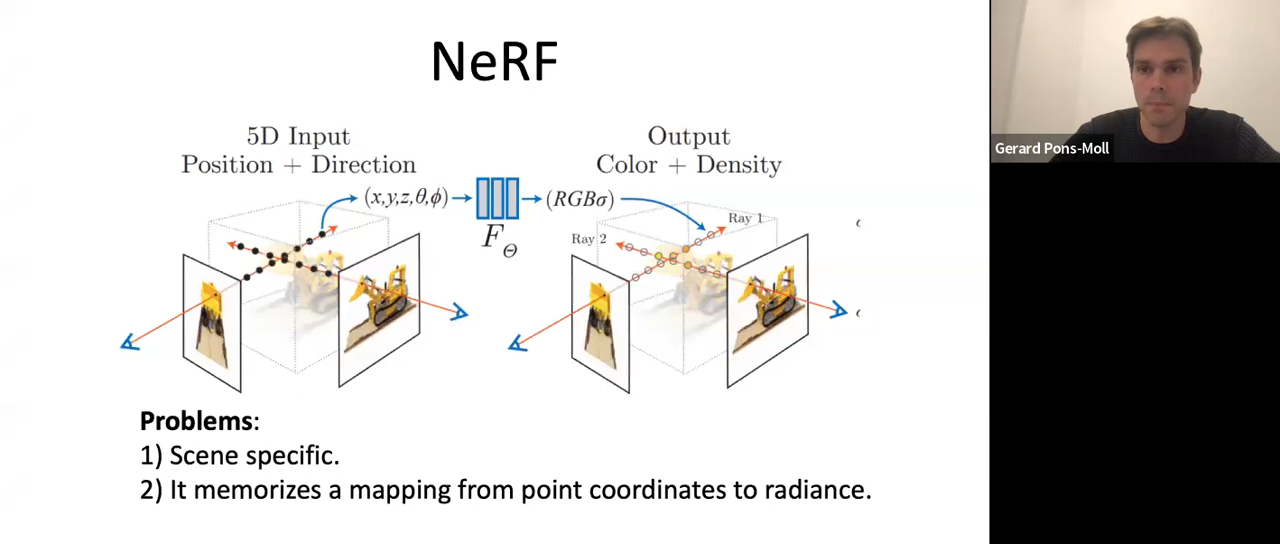 NeRF
5D Input
Position + Direction
(x,y,z,θ,ϕ)
F_Θ
Output
Color + Density
(RGBσ)
Ray 1
Ray 2
Problems:
1) Scene specific.
2) It memorizes a mapping from point coordinates to radiance.
Gerard Pons-Moll